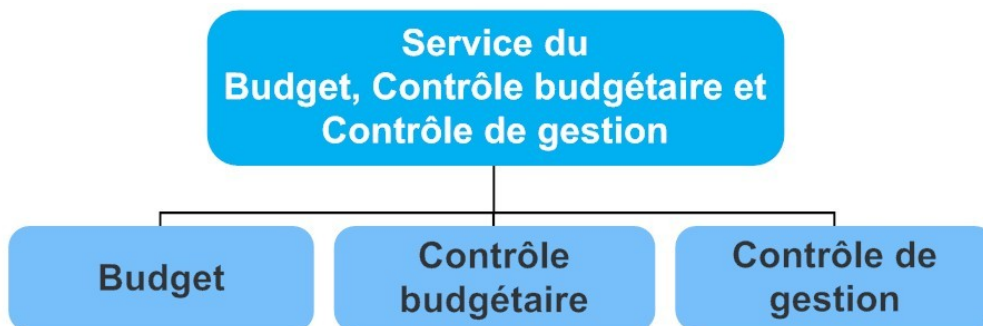 Service du
Budget, Contrôle budgétaire et
Contrôle de gestion
Budget
Contrôle
budgétaire
Contrôle de
gestion